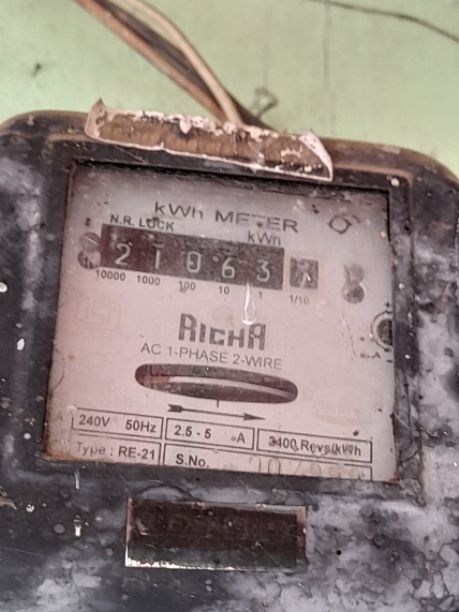 kWh METER
N.R. LOCK kWh
21063
10000 1000 100 10 1 1/10
RICHA
AC 1-PHASE 2-WIRE
240V 50Hz 2.5 - 5 A 2400 Revs/kWh
Type : RE-21 S.No.